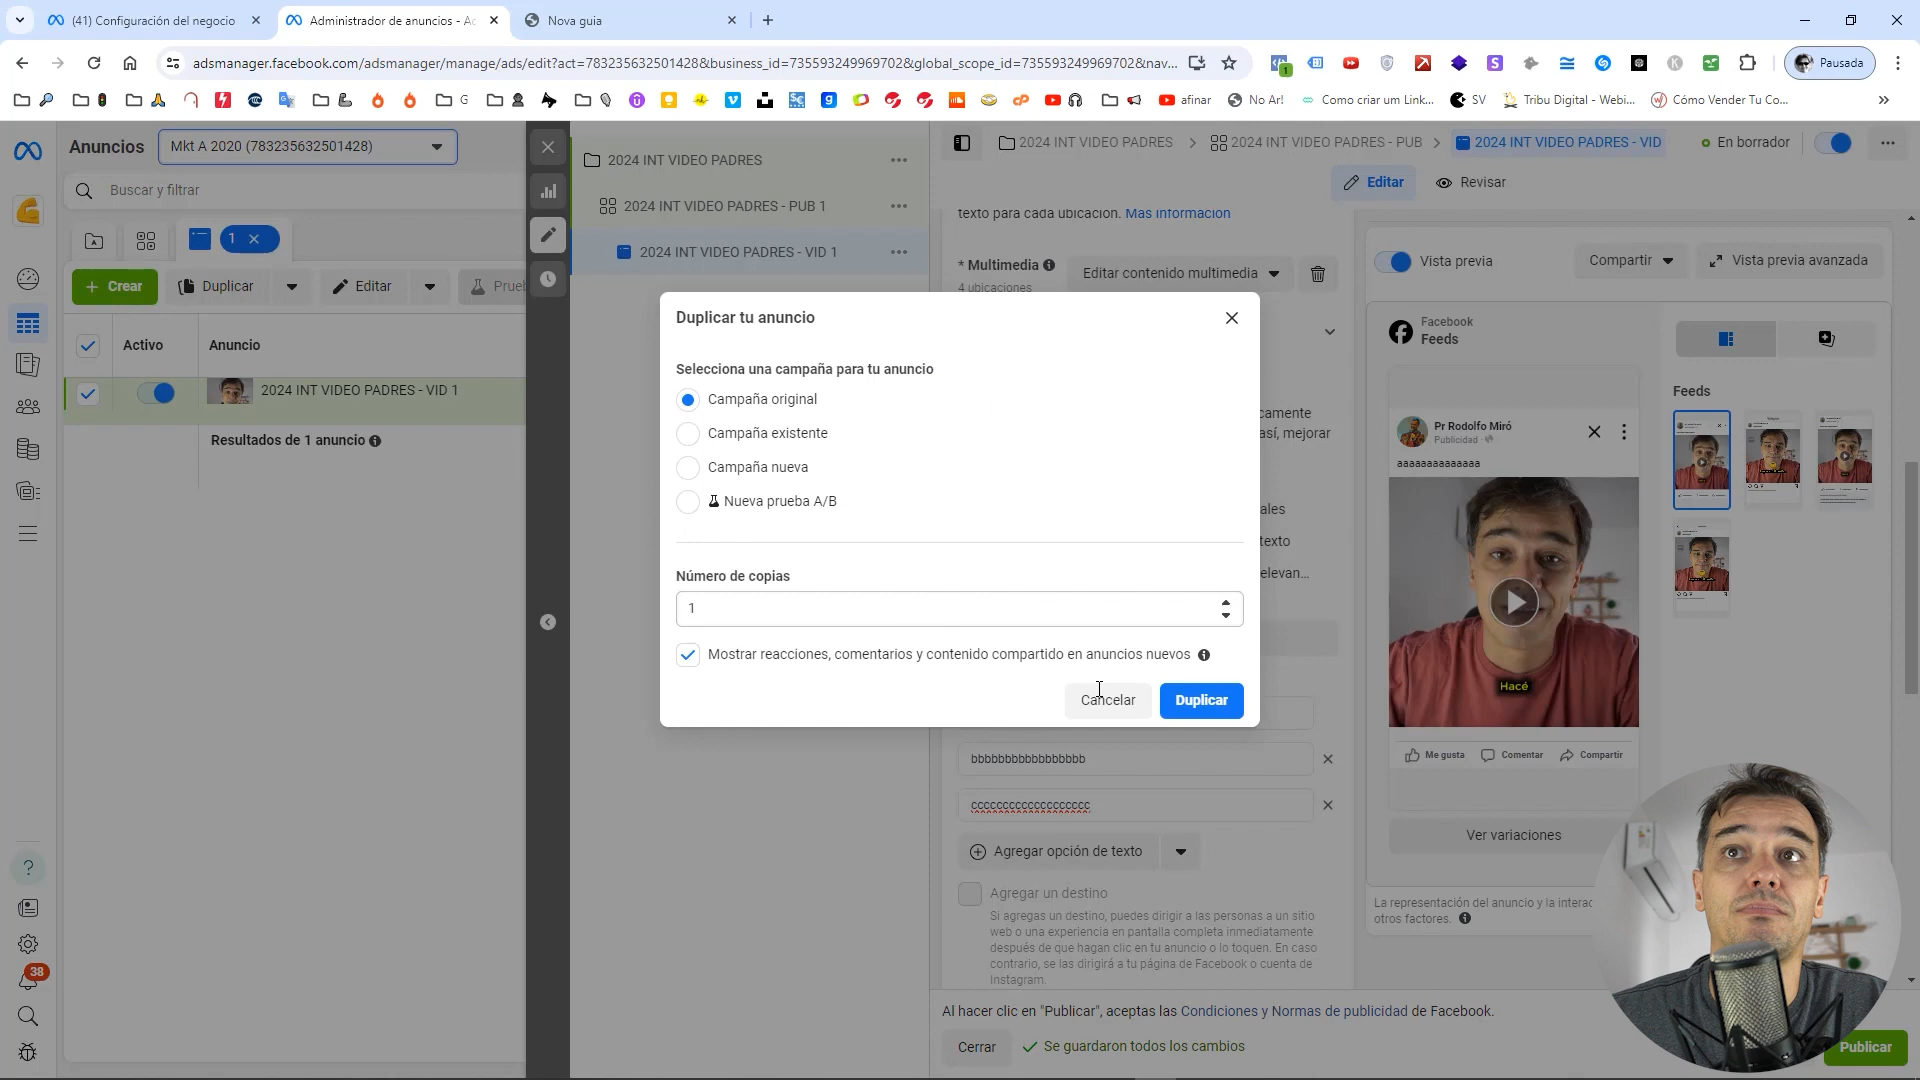 (41) Configuración del negocio
Administrador de anuncios - Ac
Nova guia
adsmanager.facebook.com/adsmanager/manage/ads/edit?act=783235632501428&business_id=735593249969702&global_scope_id=735593249969702&nav...
Pausada
G
afinar
No Ar!
Como criar um Link...
SV
Tribu Digital - Webi...
Cómo Vender Tu Co...
Anuncios
Mkt A 2020 (783235632501428)
Buscar y filtrar
1
Crear
Duplicar
Editar
Prueb
Activo
Anuncio
2024 INT VIDEO PADRES - VID 1
Resultados de 1 anuncio
38
2024 INT VIDEO PADRES
2024 INT VIDEO PADRES - PUB 1
2024 INT VIDEO PADRES - VID 1
2024 INT VIDEO PADRES
2024 INT VIDEO PADRES - PUB
2024 INT VIDEO PADRES - VID
En borrador
Editar
Revisar
texto para cada ubicación. Más información
* Multimedia
4 ubicaciones
Editar contenido multimedia
camente
así, mejorar
ales
texto
elevan...
Duplicar tu anuncio
Selecciona una campaña para tu anuncio
Campaña original
Campaña existente
Campaña nueva
Nueva prueba A/B
Número de copias
1
Mostrar reacciones, comentarios y contenido compartido en anuncios nuevos
Cancelar
Duplicar
bbbbbbbbbbbbbbbbb
ccccccccccccccccccc
Agregar opción de texto
Agregar un destino
Si agregas un destino, puedes dirigir a las personas a un sitio
web o una experiencia en pantalla completa inmediatamente
después de que hagan clic en tu anuncio o lo toquen. En caso
contrario, se las dirigirá a tu página de Facebook o cuenta de
Instagram.
Vista previa
Compartir
Vista previa avanzada
Facebook
Feeds
Pr Rodolfo Miró
Publicidad
aaaaaaaaaaaaaa
Hacé
Me gusta
Comentar
Compartir
Ver variaciones
Feeds
La representación del anuncio y la interac
otros factores.
Al hacer clic en "Publicar", aceptas las Condiciones y Normas de publicidad de Facebook.
Cerrar
Se guardaron todos los cambios
Publicar